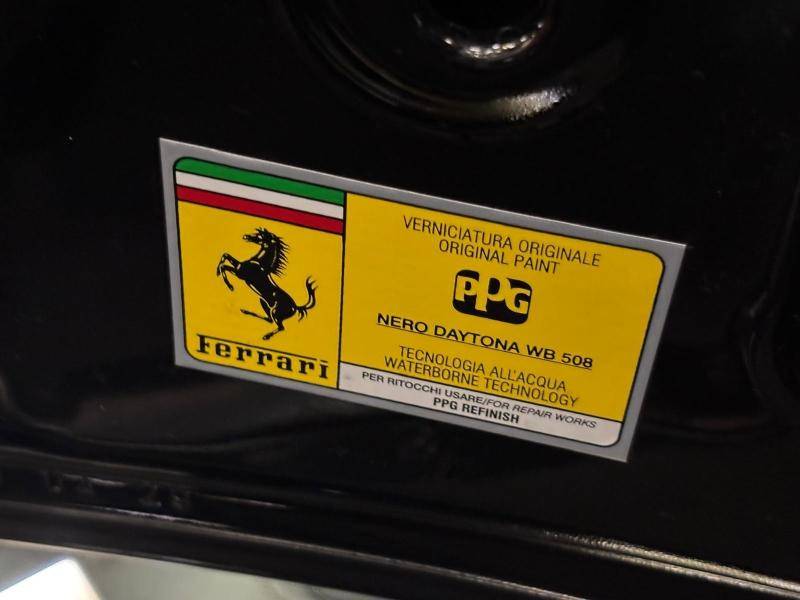 Ferrari
VERNICIATURA ORIGINALE
ORIGINAL PAINT
PPG
NERO DAYTONA WB 508
TECNOLOGIA ALL'ACQUA
WATERBORNE TECHNOLOGY
PER RITOCCHI USARE/FOR REPAIR WORKS
PPG REFINISH